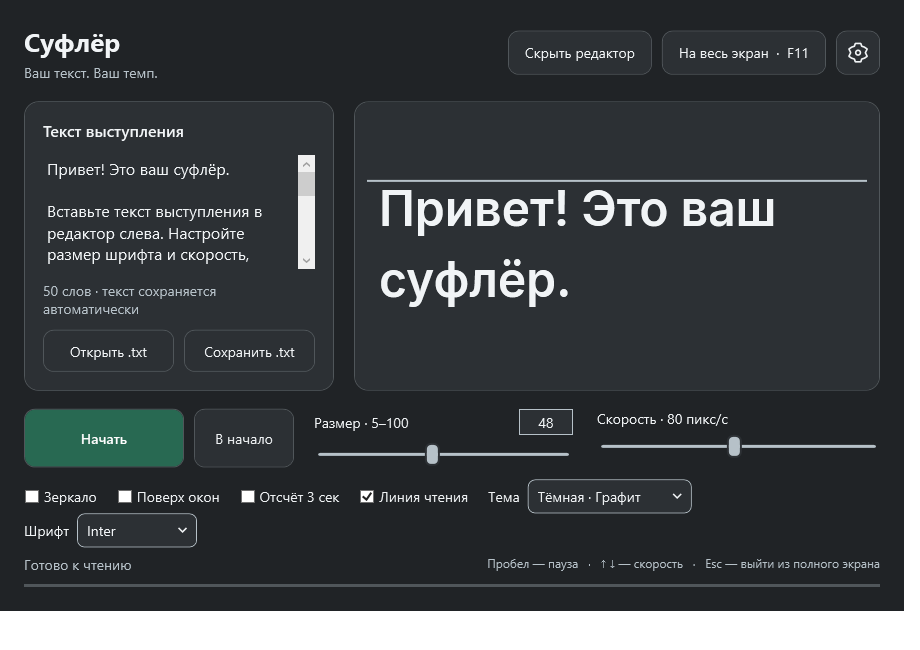 Суфлёр
Ваш текст. Ваш темп.
Скрыть редактор
На весь экран · F11
Текст выступления
Привет! Это ваш суфлёр.
Вставьте текст выступления в
редактор слева. Настройте
размер шрифта и скорость,
50 слов · текст сохраняется
автоматически
Открыть .txt
Сохранить .txt
Привет! Это ваш
суфлёр.
Начать
В начало
Размер · 5–100
48
Скорость · 80 пикс/с
Зеркало
Поверх окон
Отсчёт 3 сек
Линия чтения
Тема
Тёмная · Графит
Шрифт
Inter
Готово к чтению
Пробел — пауза · ↑↓ — скорость · Esc — выйти из полного экрана